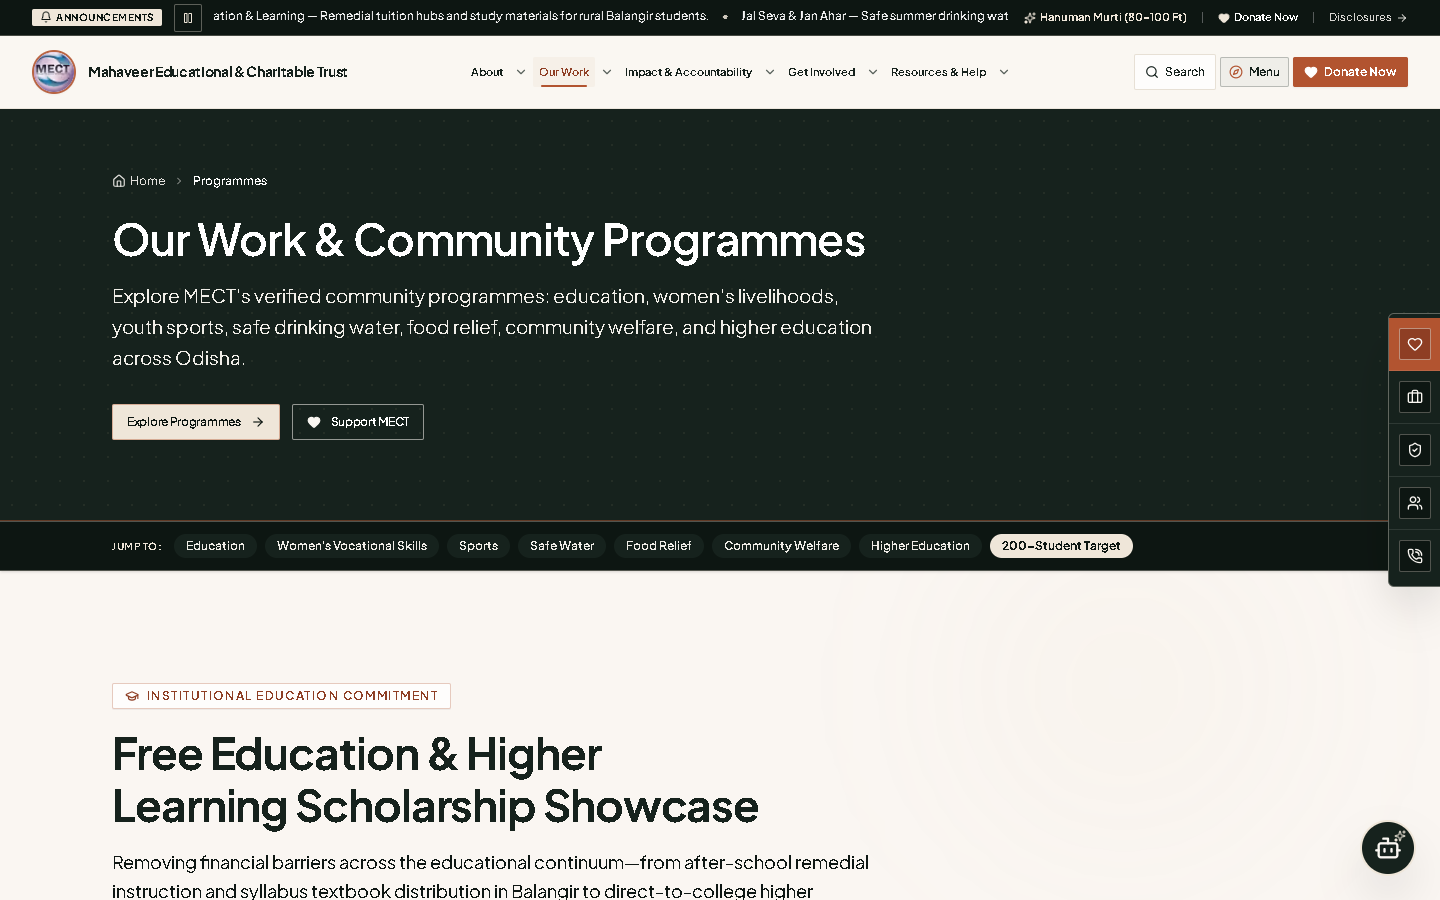 ANNOUNCEMENTS
ation & Learning — Remedial tuition hubs and study materials for rural Balangir students. • Jal Seva & Jan Ahar — Safe summer drinking wat
Hanuman Murti (80–100 Ft)
Donate Now
Disclosures →
MECT
Mahaveer Educational & Charitable Trust
About
Our Work
Impact & Accountability
Get Involved
Resources & Help
Search
Menu
Donate Now
Home > Programmes
Our Work & Community Programmes
Explore MECT's verified community programmes: education, women's livelihoods,
youth sports, safe drinking water, food relief, community welfare, and higher education
across Odisha.
Explore Programmes →
Support MECT
JUMP TO:
Education
Women's Vocational Skills
Sports
Safe Water
Food Relief
Community Welfare
Higher Education
200–Student Target
INSTITUTIONAL EDUCATION COMMITMENT
Free Education & Higher
Learning Scholarship Showcase
Removing financial barriers across the educational continuum—from after-school remedial
instruction and syllabus textbook distribution in Balangir to direct-to-college higher